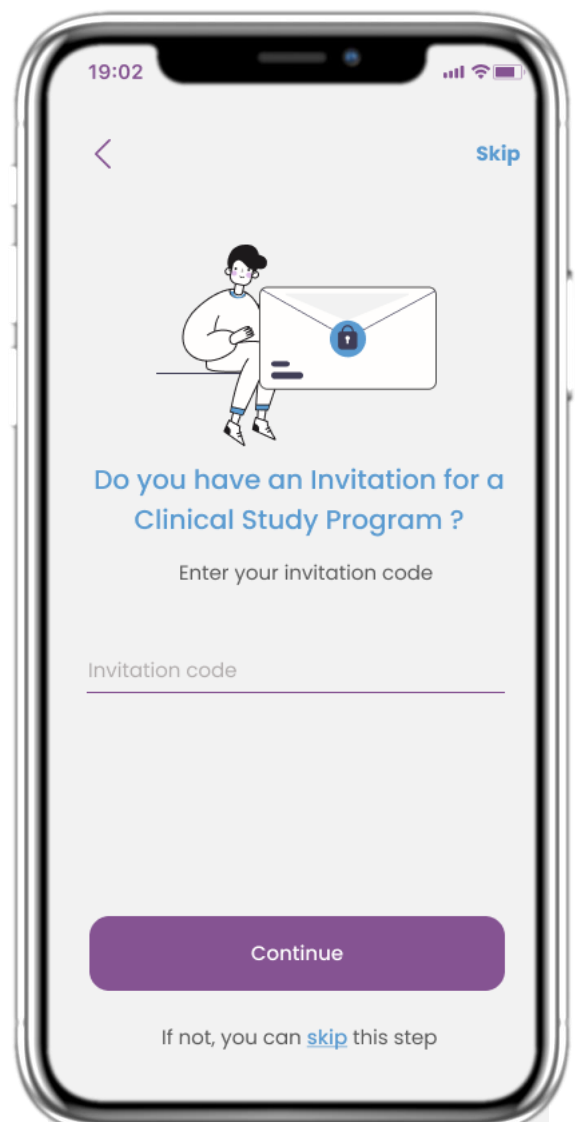 19:02
Skip
Do you have an Invitation for a
Clinical Study Program ?
Enter your invitation code
Invitation code
Continue
If not, you can skip this step